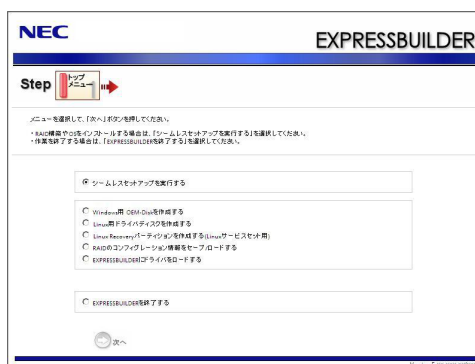 NEC
EXPRESSBUILDER
Step
トップ
メニュー
メニューを選択して、「次へ」ボタンを押してください。
・RAID構築やOSをインストールする場合は、「シームレスセットアップを実行する」を選択してください。
・作業を終了する場合は、「EXPRESSBUILDERを終了する」を選択してください。
シームレスセットアップを実行する
Windows用 OEM-Diskを作成する
Linux用ドライバディスクを作成する
Linux Recoveryパーティションを作成する(Linuxサービスセット用)
RAIDのコンフィグレーション情報をセーブ/ロードする
EXPRESSBUILDERにドライバをロードする
EXPRESSBUILDERを終了する
次へ